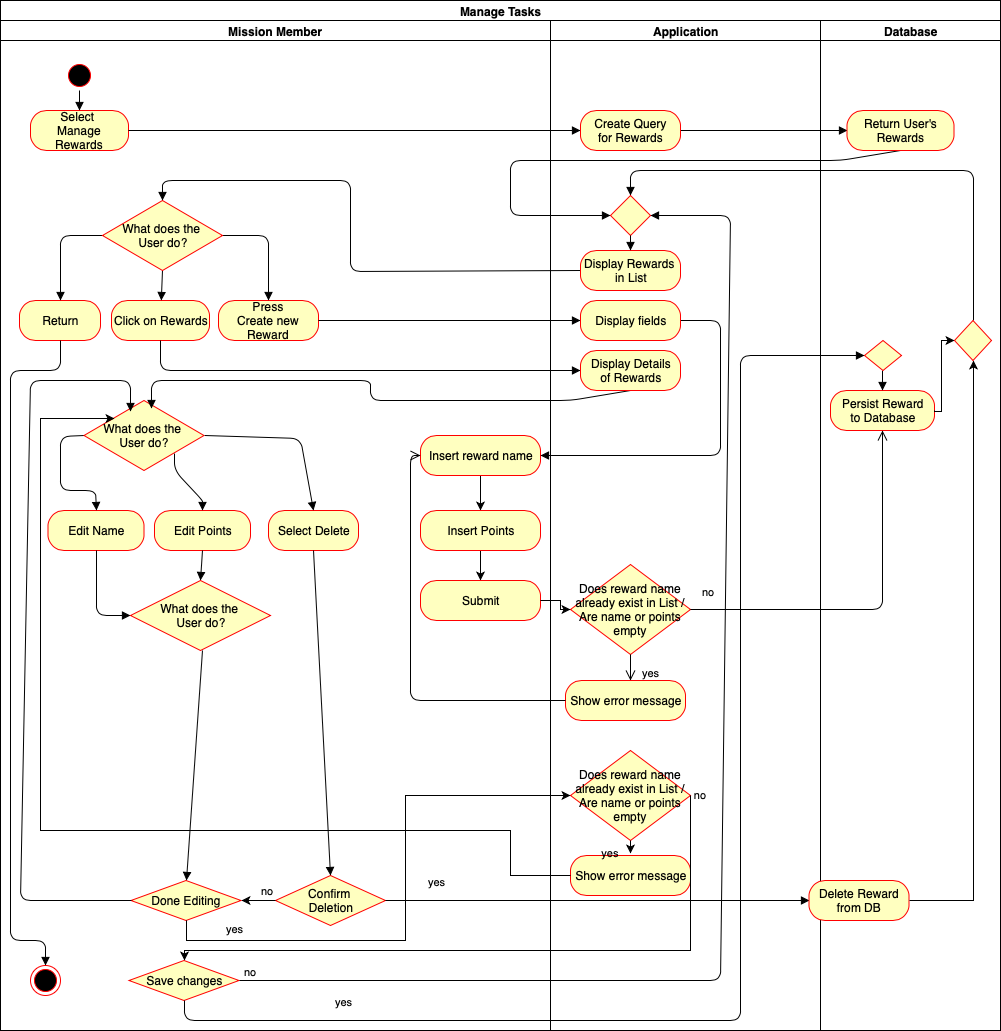 Manage Tasks
Mission Member
Application
Database
Select
Manage
Rewards
Create Query
for Rewards
Return User's
Rewards
What does the
User do?
Display Rewards
in List
Return
Click on Rewards
Press
Create new
Reward
Display fields
Display Details
of Rewards
Persist Reward
to Database
What does the
User do?
Insert reward name
Edit Name
Edit Points
Select Delete
Insert Points
What does the
User do?
Submit
Does reward name
already exist in List /
Are name or points
empty
no
yes
Show error message
Does reward name
already exist in List /
Are name or points
empty
no
yes
Show error message
Done Editing
no
Confirm
Deletion
yes
Delete Reward
from DB
yes
Save changes
no
yes